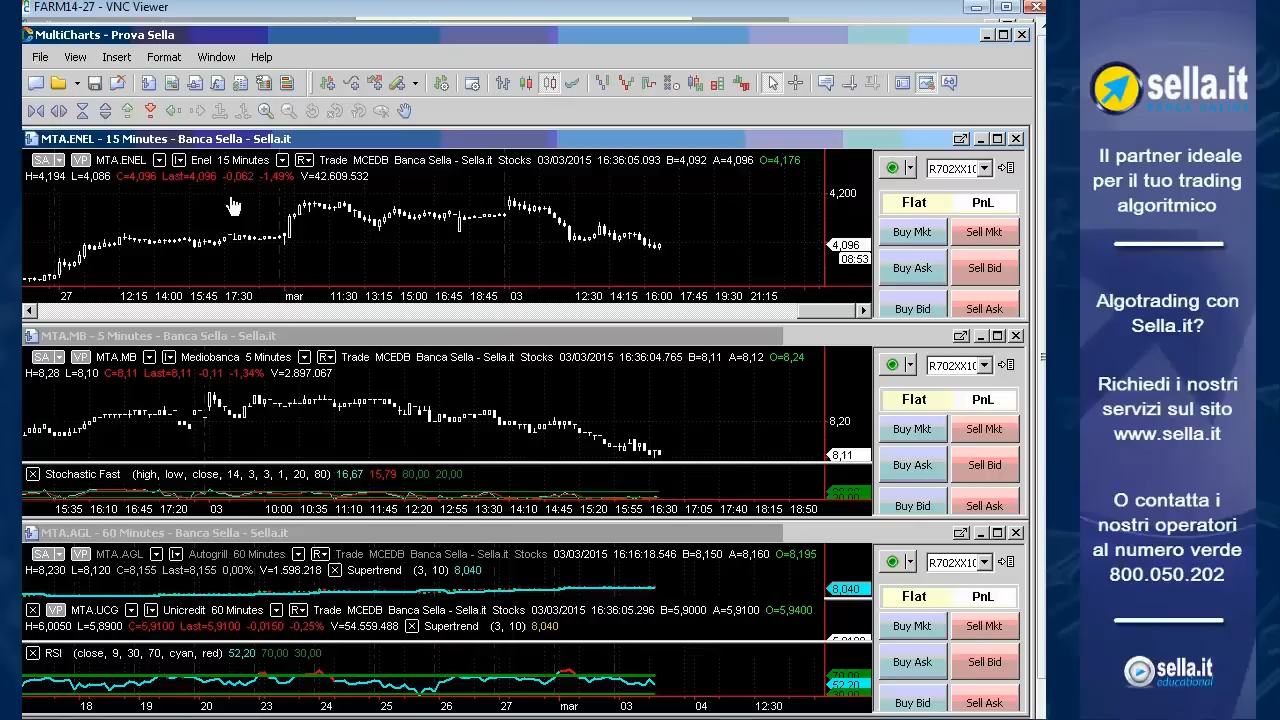 FARM14-27 - VNC Viewer
MultiCharts - Prova Sella
File View Insert Format Window Help
MTA.ENEL - 15 Minutes - Banca Sella - Sella.it
SA VP MTA.ENEL Enel 15 Minutes R Trade MCEDB Banca Sella - Sella.it Stocks 03/03/2015 16:36:05.093 B=4,092 A=4,096 O=4,176
H=4,194 L=4,086 C=4,096 Last=4,096 -0,062 -1,49% V=42.609.532
4,200
4,096
08:53
27 12:15 14:00 15:45 17:30 mar 11:30 13:15 15:00 16:45 18:45 03 12:30 14:15 16:00 17:45 19:30 21:15
R702XX10
Flat PnL
Buy Mkt Sell Mkt
Buy Ask Sell Bid
Buy Bid Sell Ask
MTA.MB - 5 Minutes - Banca Sella - Sella.it
SA VP MTA.MB Mediobanca 5 Minutes R Trade MCEDB Banca Sella - Sella.it Stocks 03/03/2015 16:36:04.765 B=8,11 A=8,12 O=8,24
H=8,28 L=8,10 C=8,11 Last=8,11 -0,11 -1,34% V=2.897.067
8,20
8,11
Stochastic Fast (high, low, close, 14, 3, 3, 1, 20, 80) 16,67 15,79 80,00 20,00
15:35 16:10 16:45 17:20 03 10:00 10:35 11:10 11:45 12:20 12:55 13:30 14:05 14:40 15:20 15:55 16:30 17:05 17:40 18:15 18:50
R702XX10
Flat PnL
Buy Mkt Sell Mkt
Buy Ask Sell Bid
Buy Bid Sell Ask
MTA.AGL - 60 Minutes - Banca Sella - Sella.it
SA VP MTA.AGL Autogrill 60 Minutes R Trade MCEDB Banca Sella - Sella.it Stocks 03/03/2015 16:16:18.546 B=8,150 A=8,160 O=8,195
H=8,230 L=8,120 C=8,155 Last=8,155 0,00% V=1.598.218 Supertrend (3, 10) 8,040
8,040
VP MTA.UCG Unicredit 60 Minutes R Trade MCEDB Banca Sella - Sella.it Stocks 03/03/2015 16:36:05.296 B=5,9000 A=5,9100 O=5,9400
H=6,0050 L=5,8900 C=5,9100 Last=5,9100 -0,0150 -0,25% V=54.559.488 Supertrend (3, 10) 8,040
RSI (close, 9, 30, 70, cyan, red) 52,20 70,00 30,00
70,00
52,20
18 19 20 23 24 25 26 27 mar 03 04 12:30
R702XX10
Flat PnL
Buy Mkt Sell Mkt
Buy Ask Sell Bid
Buy Bid Sell Ask
sella.it
BANCA ONLINE
Il partner ideale
per il tuo trading
algoritmico
Algotrading con
Sella.it?
Richiedi i nostri
servizi sul sito
www.sella.it
O contatta i
nostri operatori
al numero verde
800.050.202
sella.it
educational